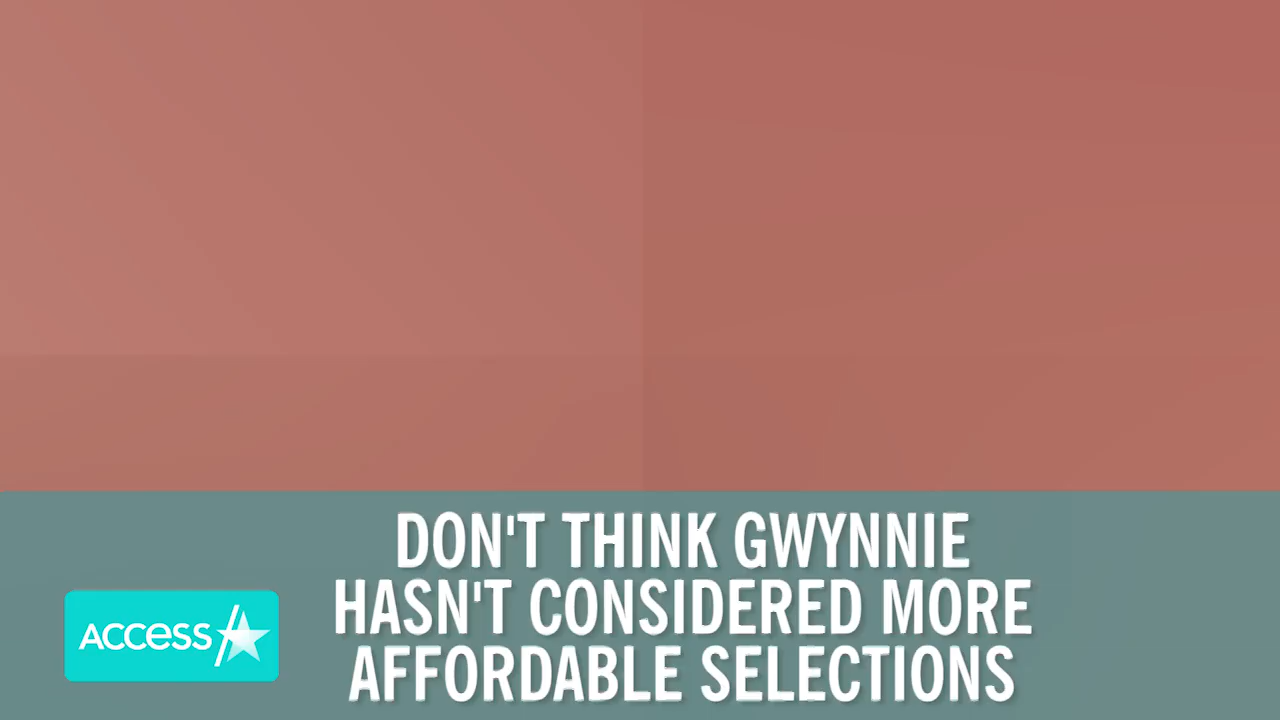 DON'T THINK GWYNNIE
HASN'T CONSIDERED MORE
AFFORDABLE SELECTIONS
ACCESS